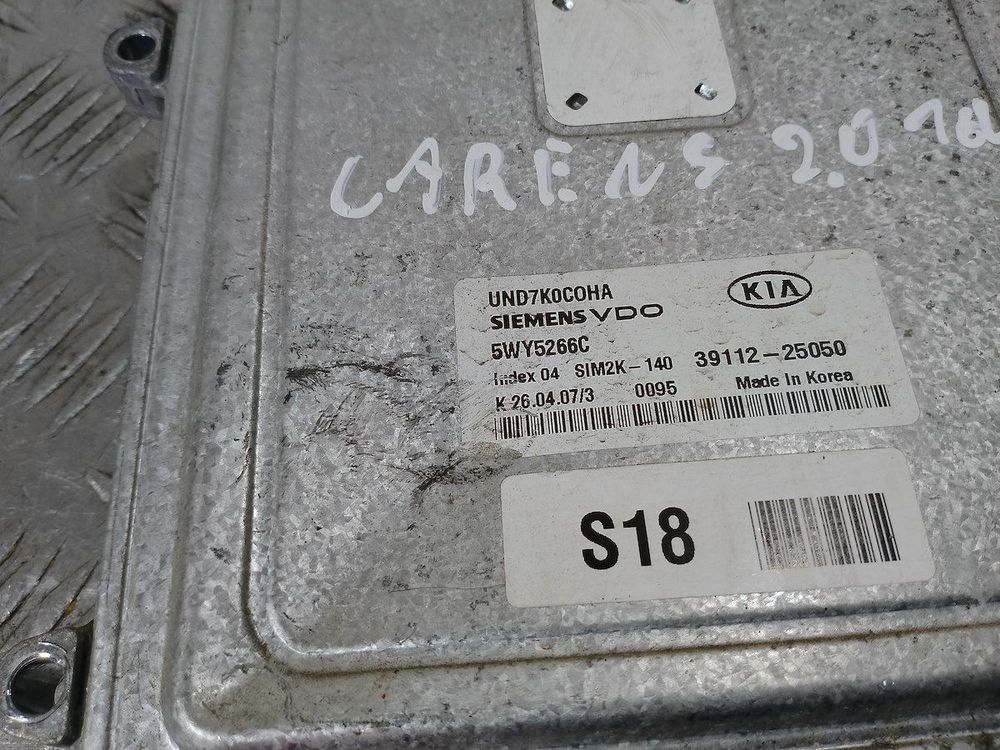 CARENS 2.0
UND7K0COHA
KIA
SIEMENS VDO
5WY5266C
Index 04 SIM2K-140 39112-25050
K 26.04.07/3 0095 Made In Korea
S18